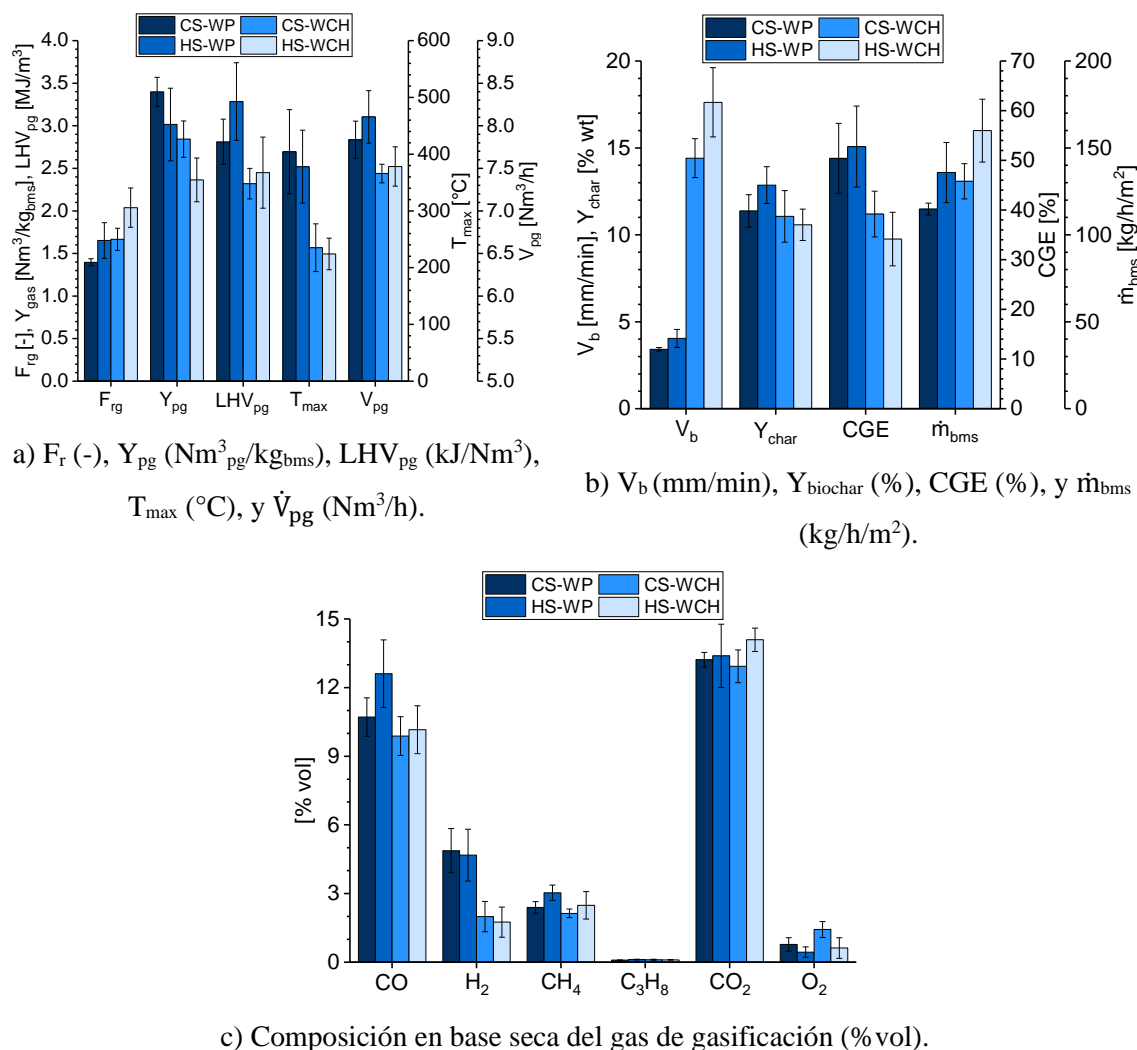 CS-WP CS-WCH
HS-WP HS-WCH
4.0
3.5
3.0
2.5
2.0
1.5
1.0
0.5
0.0
F_rg [-], Y_gas [Nm³/kg_bms], LHV_pg [MJ/m³]
600
500
400
300
200
100
0
T_max [°C]
9.0
8.5
8.0
7.5
7.0
6.5
6.0
5.5
5.0
V_pg [Nm³/h]
F_rg Y_pg LHV_pg T_max V_pg
a) F_r (-), Y_pg (Nm³_pg/kg_bms), LHV_pg (kJ/Nm³),
T_max (°C), y V̇_pg (Nm³/h).
CS-WP CS-WCH
HS-WP HS-WCH
20
15
10
5
0
V_b [mm/min], Y_char [% wt]
70
60
50
40
30
20
10
0
CGE [%]
200
150
100
50
0
ṁ_bms [kg/h/m²]
V_b Y_char CGE ṁ_bms
b) V_b (mm/min), Y_biochar (%), CGE (%), y ṁ_bms
(kg/h/m²).
CS-WP CS-WCH
HS-WP HS-WCH
15
12
9
6
3
0
[% vol]
CO H₂ CH₄ C₃H₈ CO₂ O₂
c) Composición en base seca del gas de gasificación (%vol).